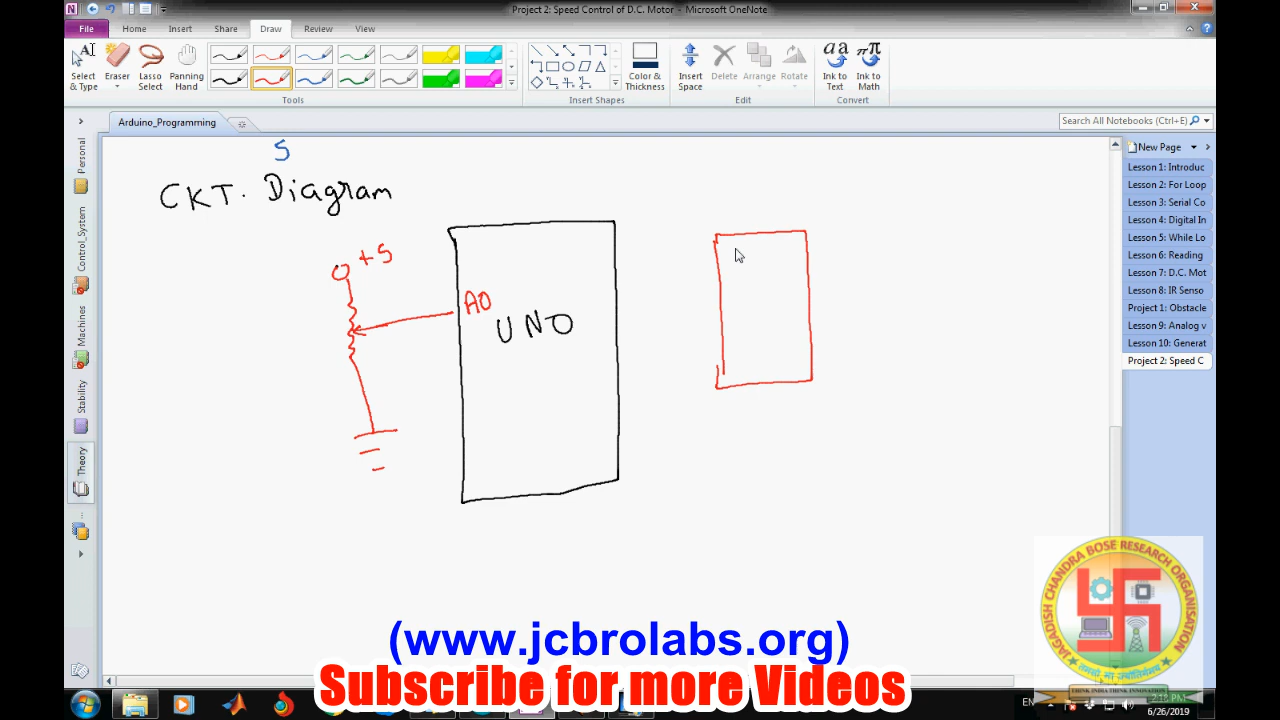 Project 2: Speed Control of D.C. Motor - Microsoft OneNote
File Home Insert Share Draw Review View
Select & Type
Eraser
Lasso Select
Panning Hand
Color & Thickness
Insert Space
Delete
Arrange
Rotate
Ink to Text
Ink to Math
Tools Insert Shapes Edit Convert
Arduino_Programming
Search All Notebooks (Ctrl+E)
New Page
Personal
Control_System
Machines
Stability
Theory
Lesson 1: Introduc
Lesson 2: For Loop
Lesson 3: Serial Co
Lesson 4: Digital In
Lesson 5: While Lo
Lesson 6: Reading
Lesson 7: D.C. Mot
Lesson 8: IR Senso
Project 1: Obstacle
Lesson 9: Analog v
Lesson 10: Generat
Project 2: Speed C
5
CKT. Diagram
+5
A0
UNO
JAGADISH CHANDRA BOSE RESEARCH ORGANISATION
THINK INDIA THINK INNOVATION
(www.jcbrolabs.org)
Subscribe for more Videos
EN
2:18 PM
6/26/2019